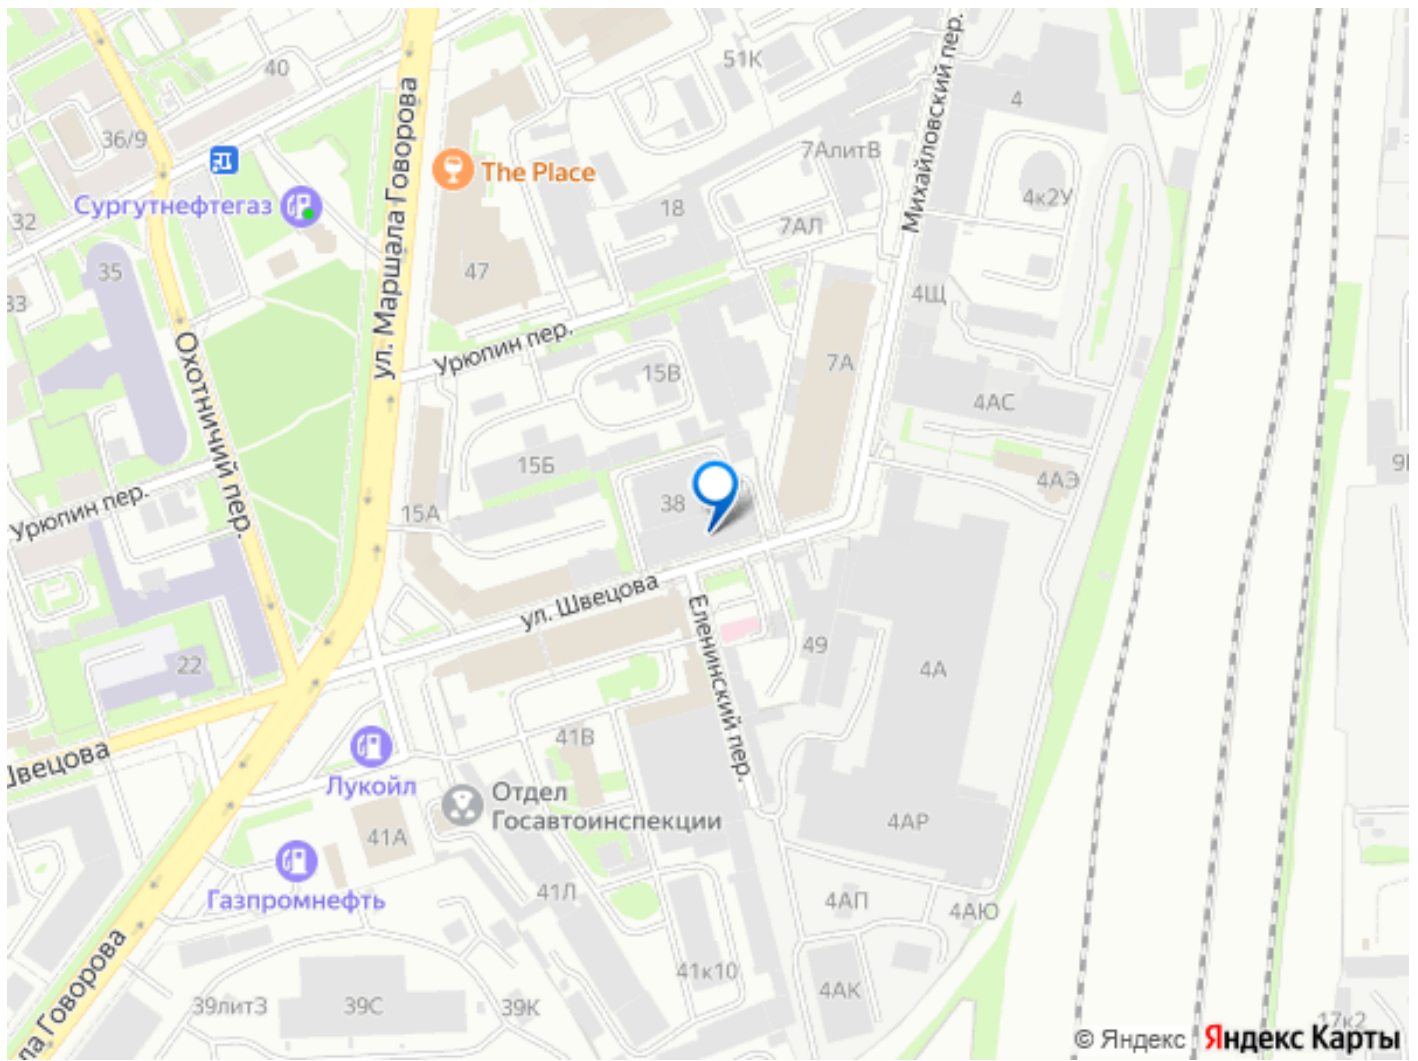 40
51К
4
Михайловский пер.
36/9
ул. Маршала Говорова
The Place
7АлитВ
4к2У
Сургутнефтегаз
32
18
7АЛ
35
47
4Щ
33
Урюпин пер.
Охотничий пер.
15В
7А
4АС
15Б
4АЭ
Урюпин пер.
15А
38
ул. Швецова
Еленинский пер.
49
4А
22
Швецова
41В
Лукойл
Отдел
Госавтоинспекции
41А
4АР
Газпромнефть
41Л
4АП
4АЮ
41к10
4АК
39литЗ
39С
39К
ла Говорова
17к2
© Яндекс Яндекс Карты